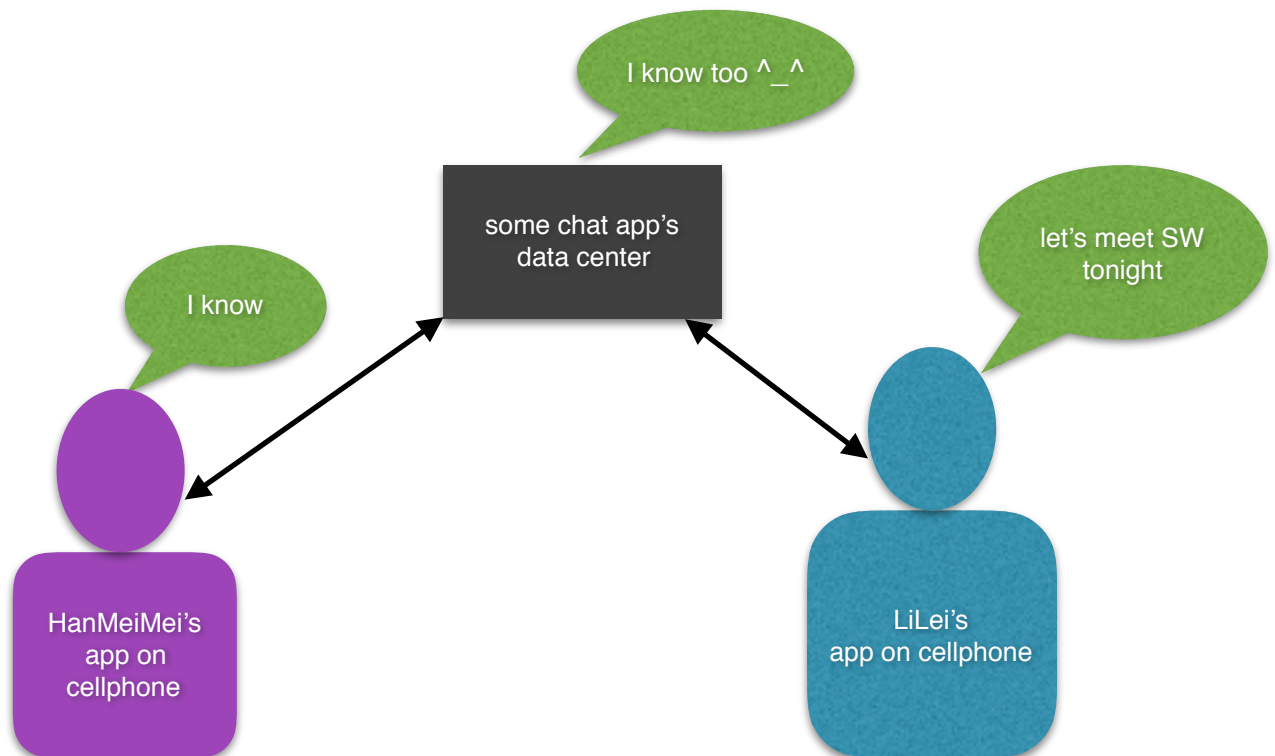 I know too ^_^
some chat app’s
data center
let’s meet SW
tonight
I know
HanMeiMei’s
app on
cellphone
LiLei’s
app on cellphone